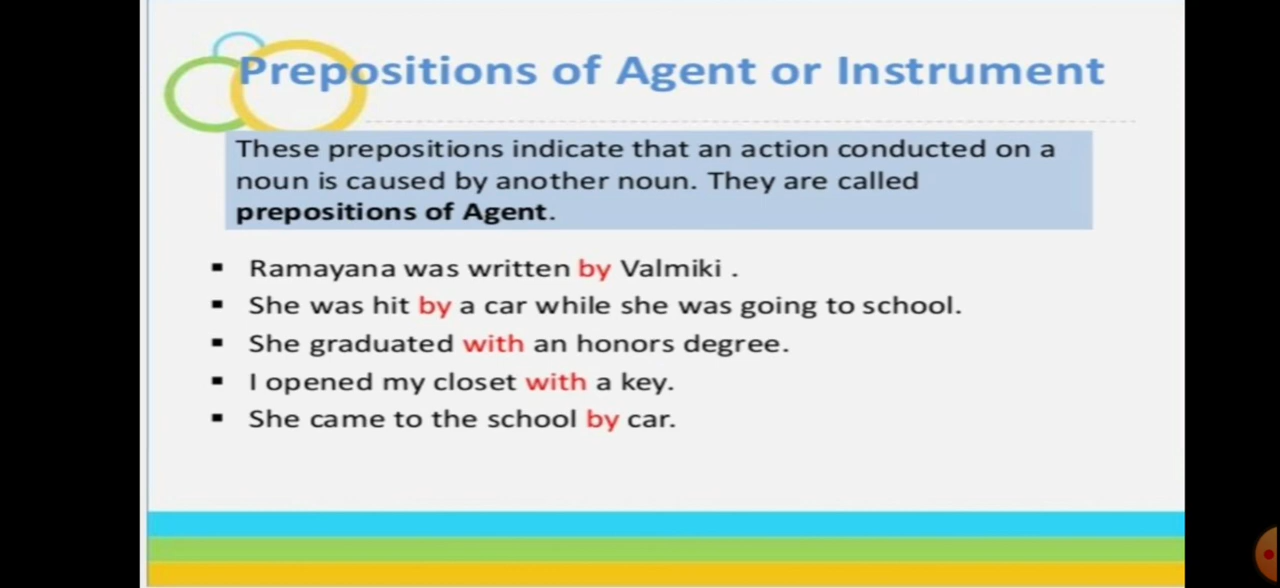 Prepositions of Agent or Instrument
These prepositions indicate that an action conducted on a
noun is caused by another noun. They are called
prepositions of Agent.
▪ Ramayana was written by Valmiki .
▪ She was hit by a car while she was going to school.
▪ She graduated with an honors degree.
▪ I opened my closet with a key.
▪ She came to the school by car.